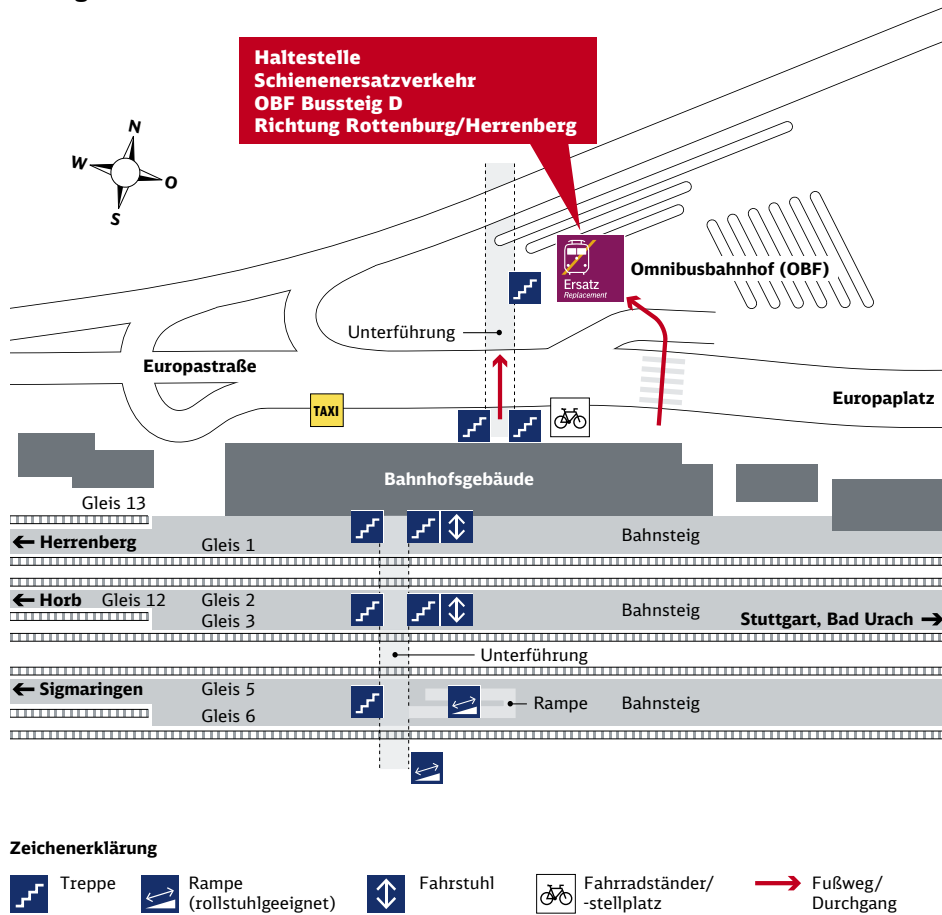 Haltestelle
Schienenersatzverkehr
OBF Bussteig D
Richtung Rottenburg/Herrenberg
N
W
O
S
Ersatz
Replacement
Omnibusbahnhof (OBF)
Unterführung
Europastraße
TAXI
Europaplatz
Bahnhofsgebäude
Gleis 13
← Herrenberg
Gleis 1
Bahnsteig
← Horb Gleis 12
Gleis 2
Gleis 3
Bahnsteig
Stuttgart, Bad Urach →
Unterführung
← Sigmaringen
Gleis 5
Gleis 6
Rampe
Bahnsteig
Zeichenerklärung
Treppe
Rampe
(rollstuhlgeeignet)
Fahrstuhl
Fahrradständer/
-stellplatz
Fußweg/
Durchgang